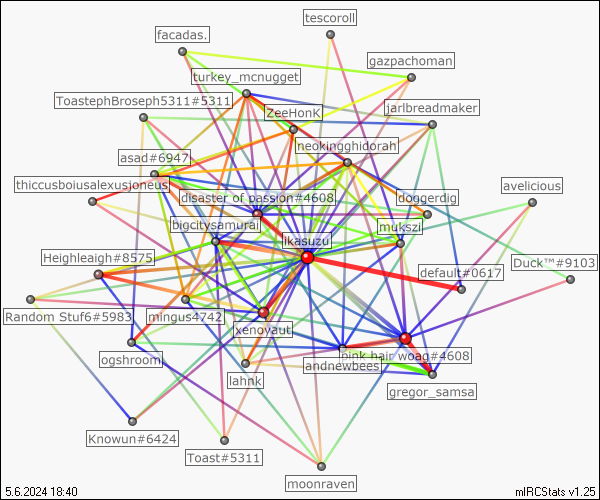 tescoroll
facadas.
gazpachoman
turkey_mcnugget
ToastephBroseph5311#5311
jarlbreadmaker
ZeeHonK
neokingghidorah
asad#6947
thiccusboiusalexusjoneus
avelicious
disaster of passion#4608
doggerdig
bigcitysamurai
mukszi
likasuzu
Heighleaigh#8575
Duck™#9103
default#0617
Random Stuf6#5983
mingus4742
xenoyaut
ogshroom
pink hair woag#4608
andnewbees
lahnk
gregor_samsa
Knowun#6424
Toast#5311
moonraven
5.6.2024 18:40
mIRCStats v1.25